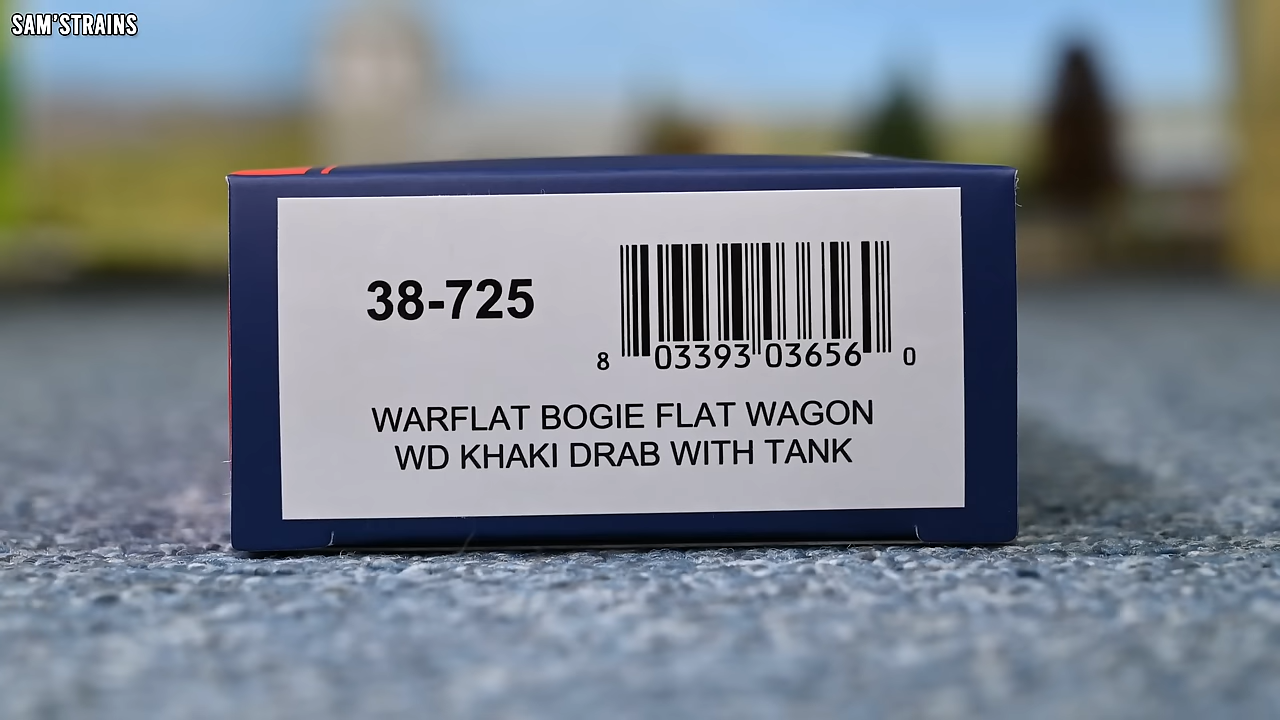 SAM'STRAINS
38-725
8 03393 03656 0
WARFLAT BOGIE FLAT WAGON
WD KHAKI DRAB WITH TANK